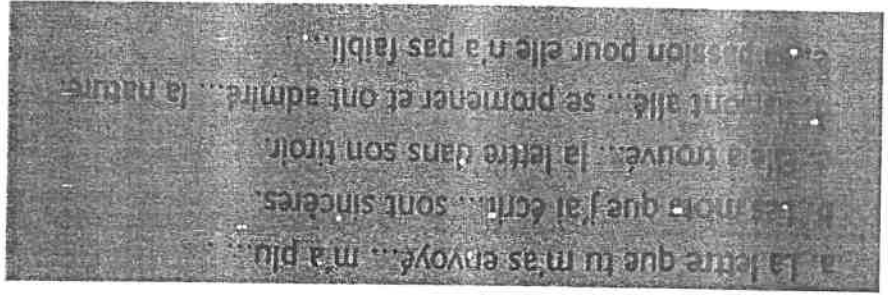 a. La lettre que tu m'as envoyé... m'a plu... .
b. Les mots que j'ai écrit... sont sincères.
c. Elle a trouvé... la lettre dans son tiroir.
sont allé... se promener et ont admiré... la nature.
e. passion pour elle n'a pas faibli... .